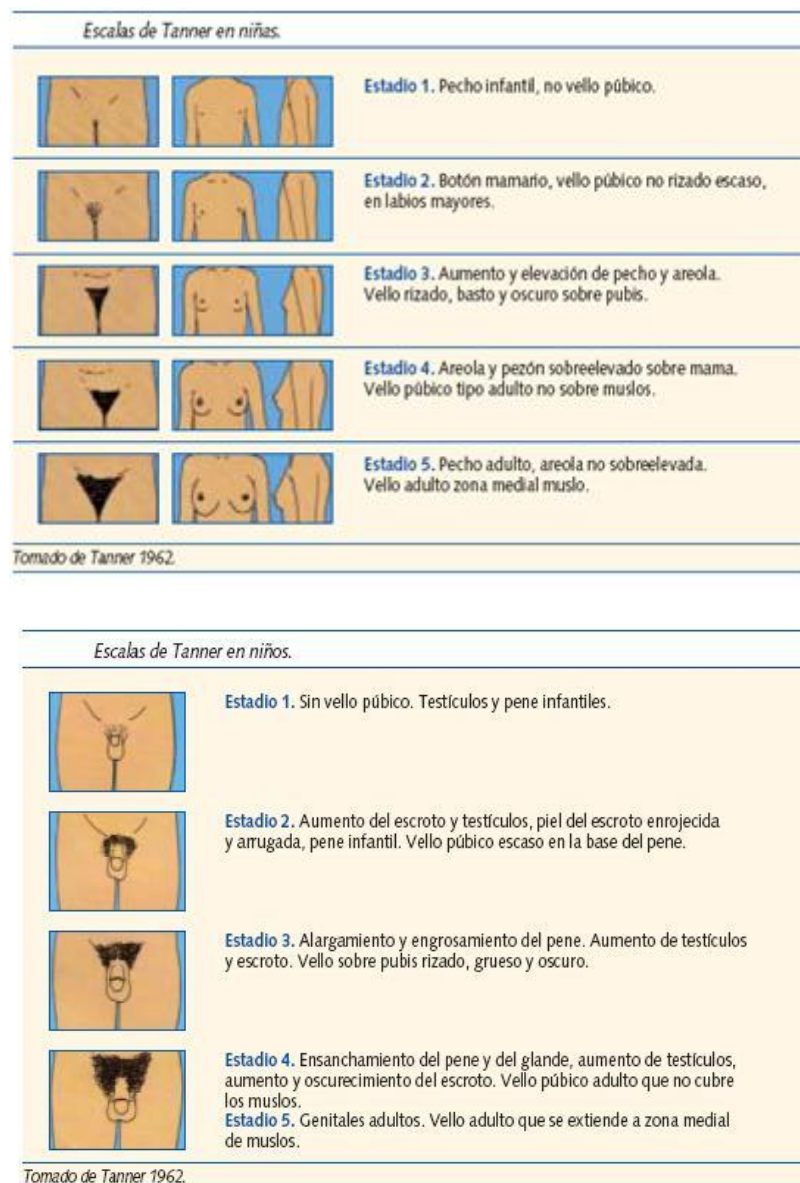 Escalas de Tanner en niñas.
Estadio 1. Pecho infantil, no vello púbico.
Estadio 2. Botón mamario, vello púbico no rizado escaso,
en labios mayores.
Estadio 3. Aumento y elevación de pecho y areola.
Vello rizado, basto y oscuro sobre pubis.
Estadio 4. Areola y pezón sobreelevado sobre mama.
Vello púbico tipo adulto no sobre muslos.
Estadio 5. Pecho adulto, areola no sobreelevada.
Vello adulto zona medial muslo.
Tomado de Tanner 1962.
Escalas de Tanner en niños.
Estadio 1. Sin vello púbico. Testículos y pene infantiles.
Estadio 2. Aumento del escroto y testículos, piel del escroto enrojecida
y arrugada, pene infantil. Vello púbico escaso en la base del pene.
Estadio 3. Alargamiento y engrosamiento del pene. Aumento de testículos
y escroto. Vello sobre pubis rizado, grueso y oscuro.
Estadio 4. Ensanchamiento del pene y del glande, aumento de testículos,
aumento y oscurecimiento del escroto. Vello púbico adulto que no cubre
los muslos.
Estadio 5. Genitales adultos. Vello adulto que se extiende a zona medial
de muslos.
Tomado de Tanner 1962.